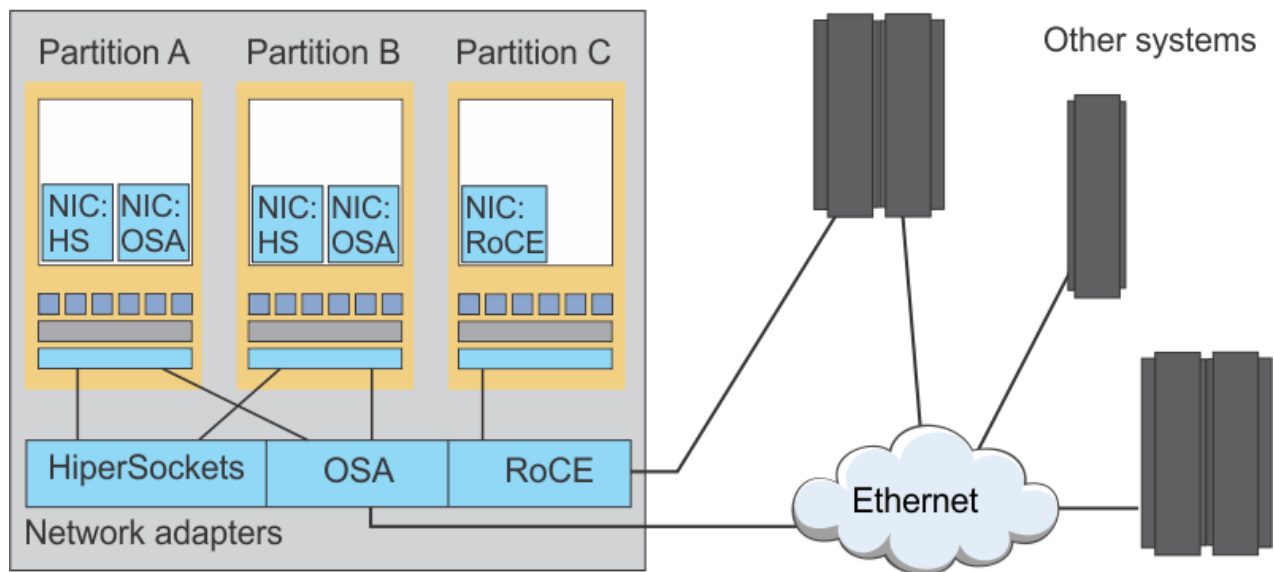 Partition A
Partition B
Partition C
Other systems
NIC:
HS
NIC:
OSA
NIC:
HS
NIC:
OSA
NIC:
RoCE
HiperSockets
OSA
RoCE
Network adapters
Ethernet